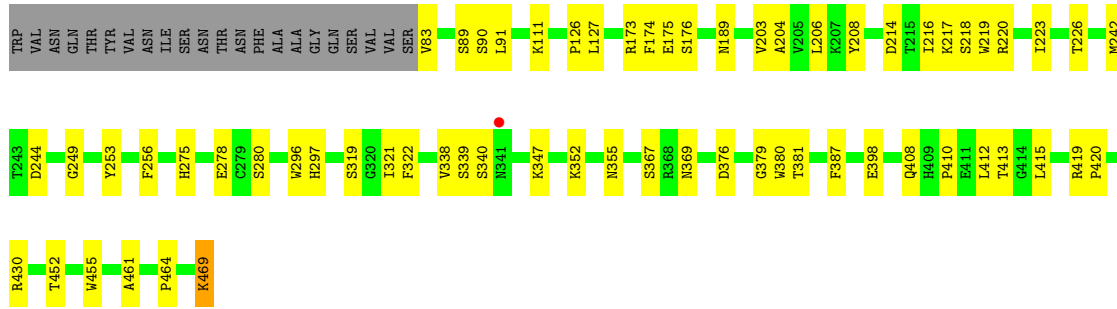 TRP VAL ASN GLN THR TYR VAL ASN ILE SER ASN THR ASN PHE ALA ALA GLY GLN SER VAL VAL SER V83 S89 S90 L91 K111 P126 L127 R173 F174 E175 S176 N189 V203 A204 V205 L206 K207 Y208 D214 T215 I216 K217 S218 W219 R220 I223 T226 M242
T243 D244 G249 Y253 F256 H275 E278 C279 S280 W296 H297 S319 G320 I321 F322 V338 S339 S340 N341 K347 K352 N355 S367 R368 N369 D376 G379 W380 T381 F387 E398 Q408 H409 P410 E411 L412 T413 G414 L415 R419 P420
R430 T452 W455 A461 P464 K469